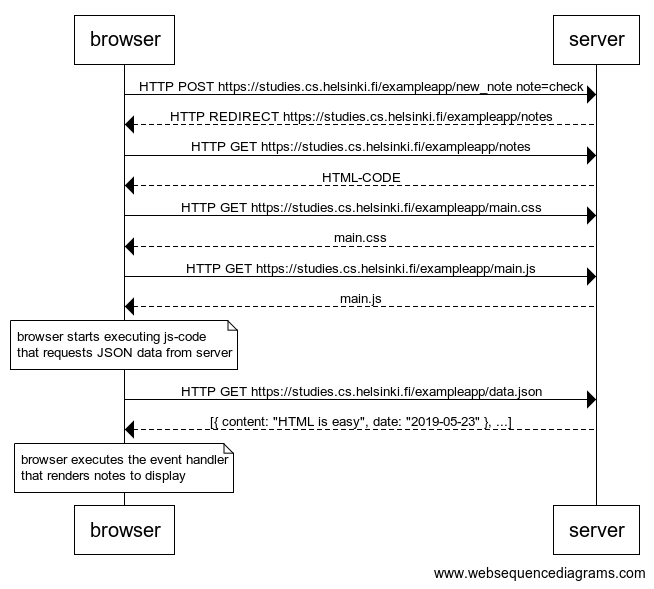 browser
server
HTTP POST https://studies.cs.helsinki.fi/exampleapp/new_note note=check
HTTP REDIRECT https://studies.cs.helsinki.fi/exampleapp/notes
HTTP GET https://studies.cs.helsinki.fi/exampleapp/notes
HTML-CODE
HTTP GET https://studies.cs.helsinki.fi/exampleapp/main.css
main.css
HTTP GET https://studies.cs.helsinki.fi/exampleapp/main.js
main.js
browser starts executing js-code
that requests JSON data from server
HTTP GET https://studies.cs.helsinki.fi/exampleapp/data.json
[{ content: "HTML is easy", date: "2019-05-23" }, ...]
browser executes the event handler
that renders notes to display
browser
server
www.websequencediagrams.com